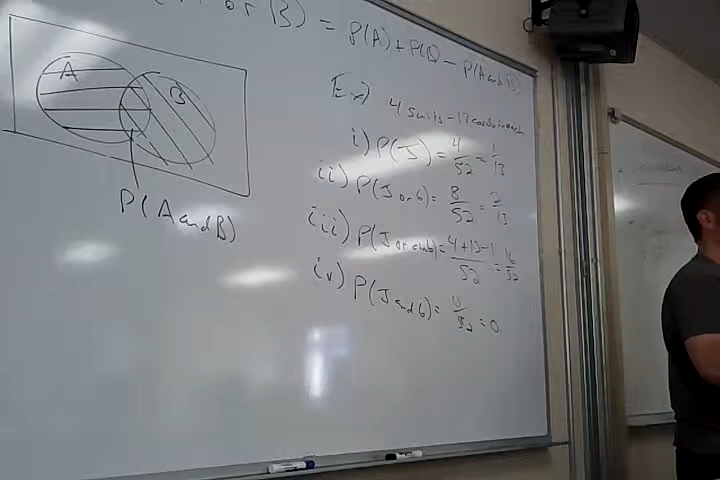 or B) = P(A) + P(B) - P(A and B)
A
B
P(A and B)
Ex)
4 suits - 13 cards in each
i) P(J) = 4/52 = 1/13
ii) P(J or 6) = 8/52 = 2/13
iii) P(J or club) = 4+13-1/52 = 16/52
iv) P(J and 6) = 0/52 = 0